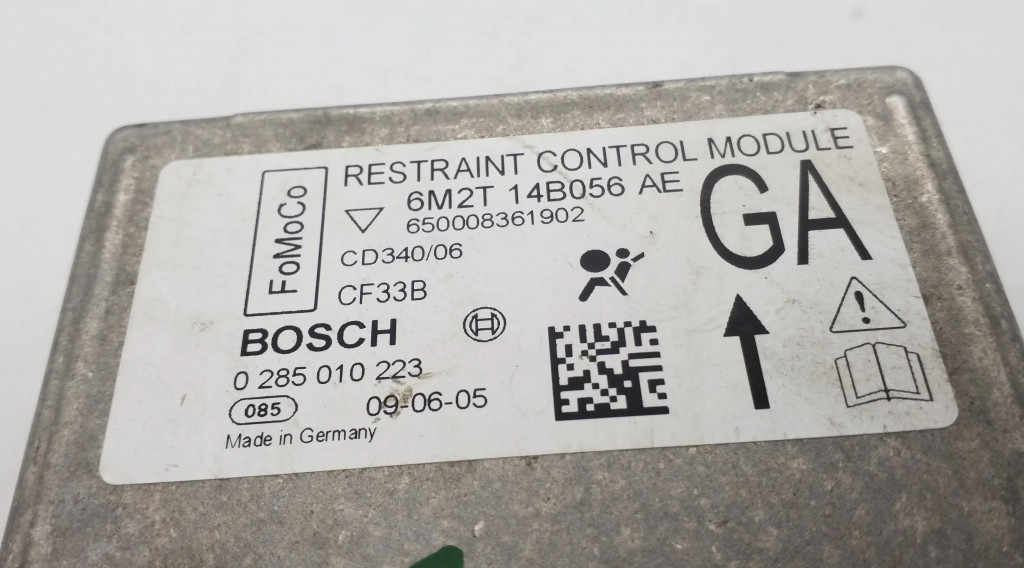 FoMoCo
RESTRAINT CONTROL MODULE
6M2T 14B056 AE
650008361902
GA
CD340/06
CF33B
BOSCH
0 285 010 223
085
09-06-05
Made in Germany